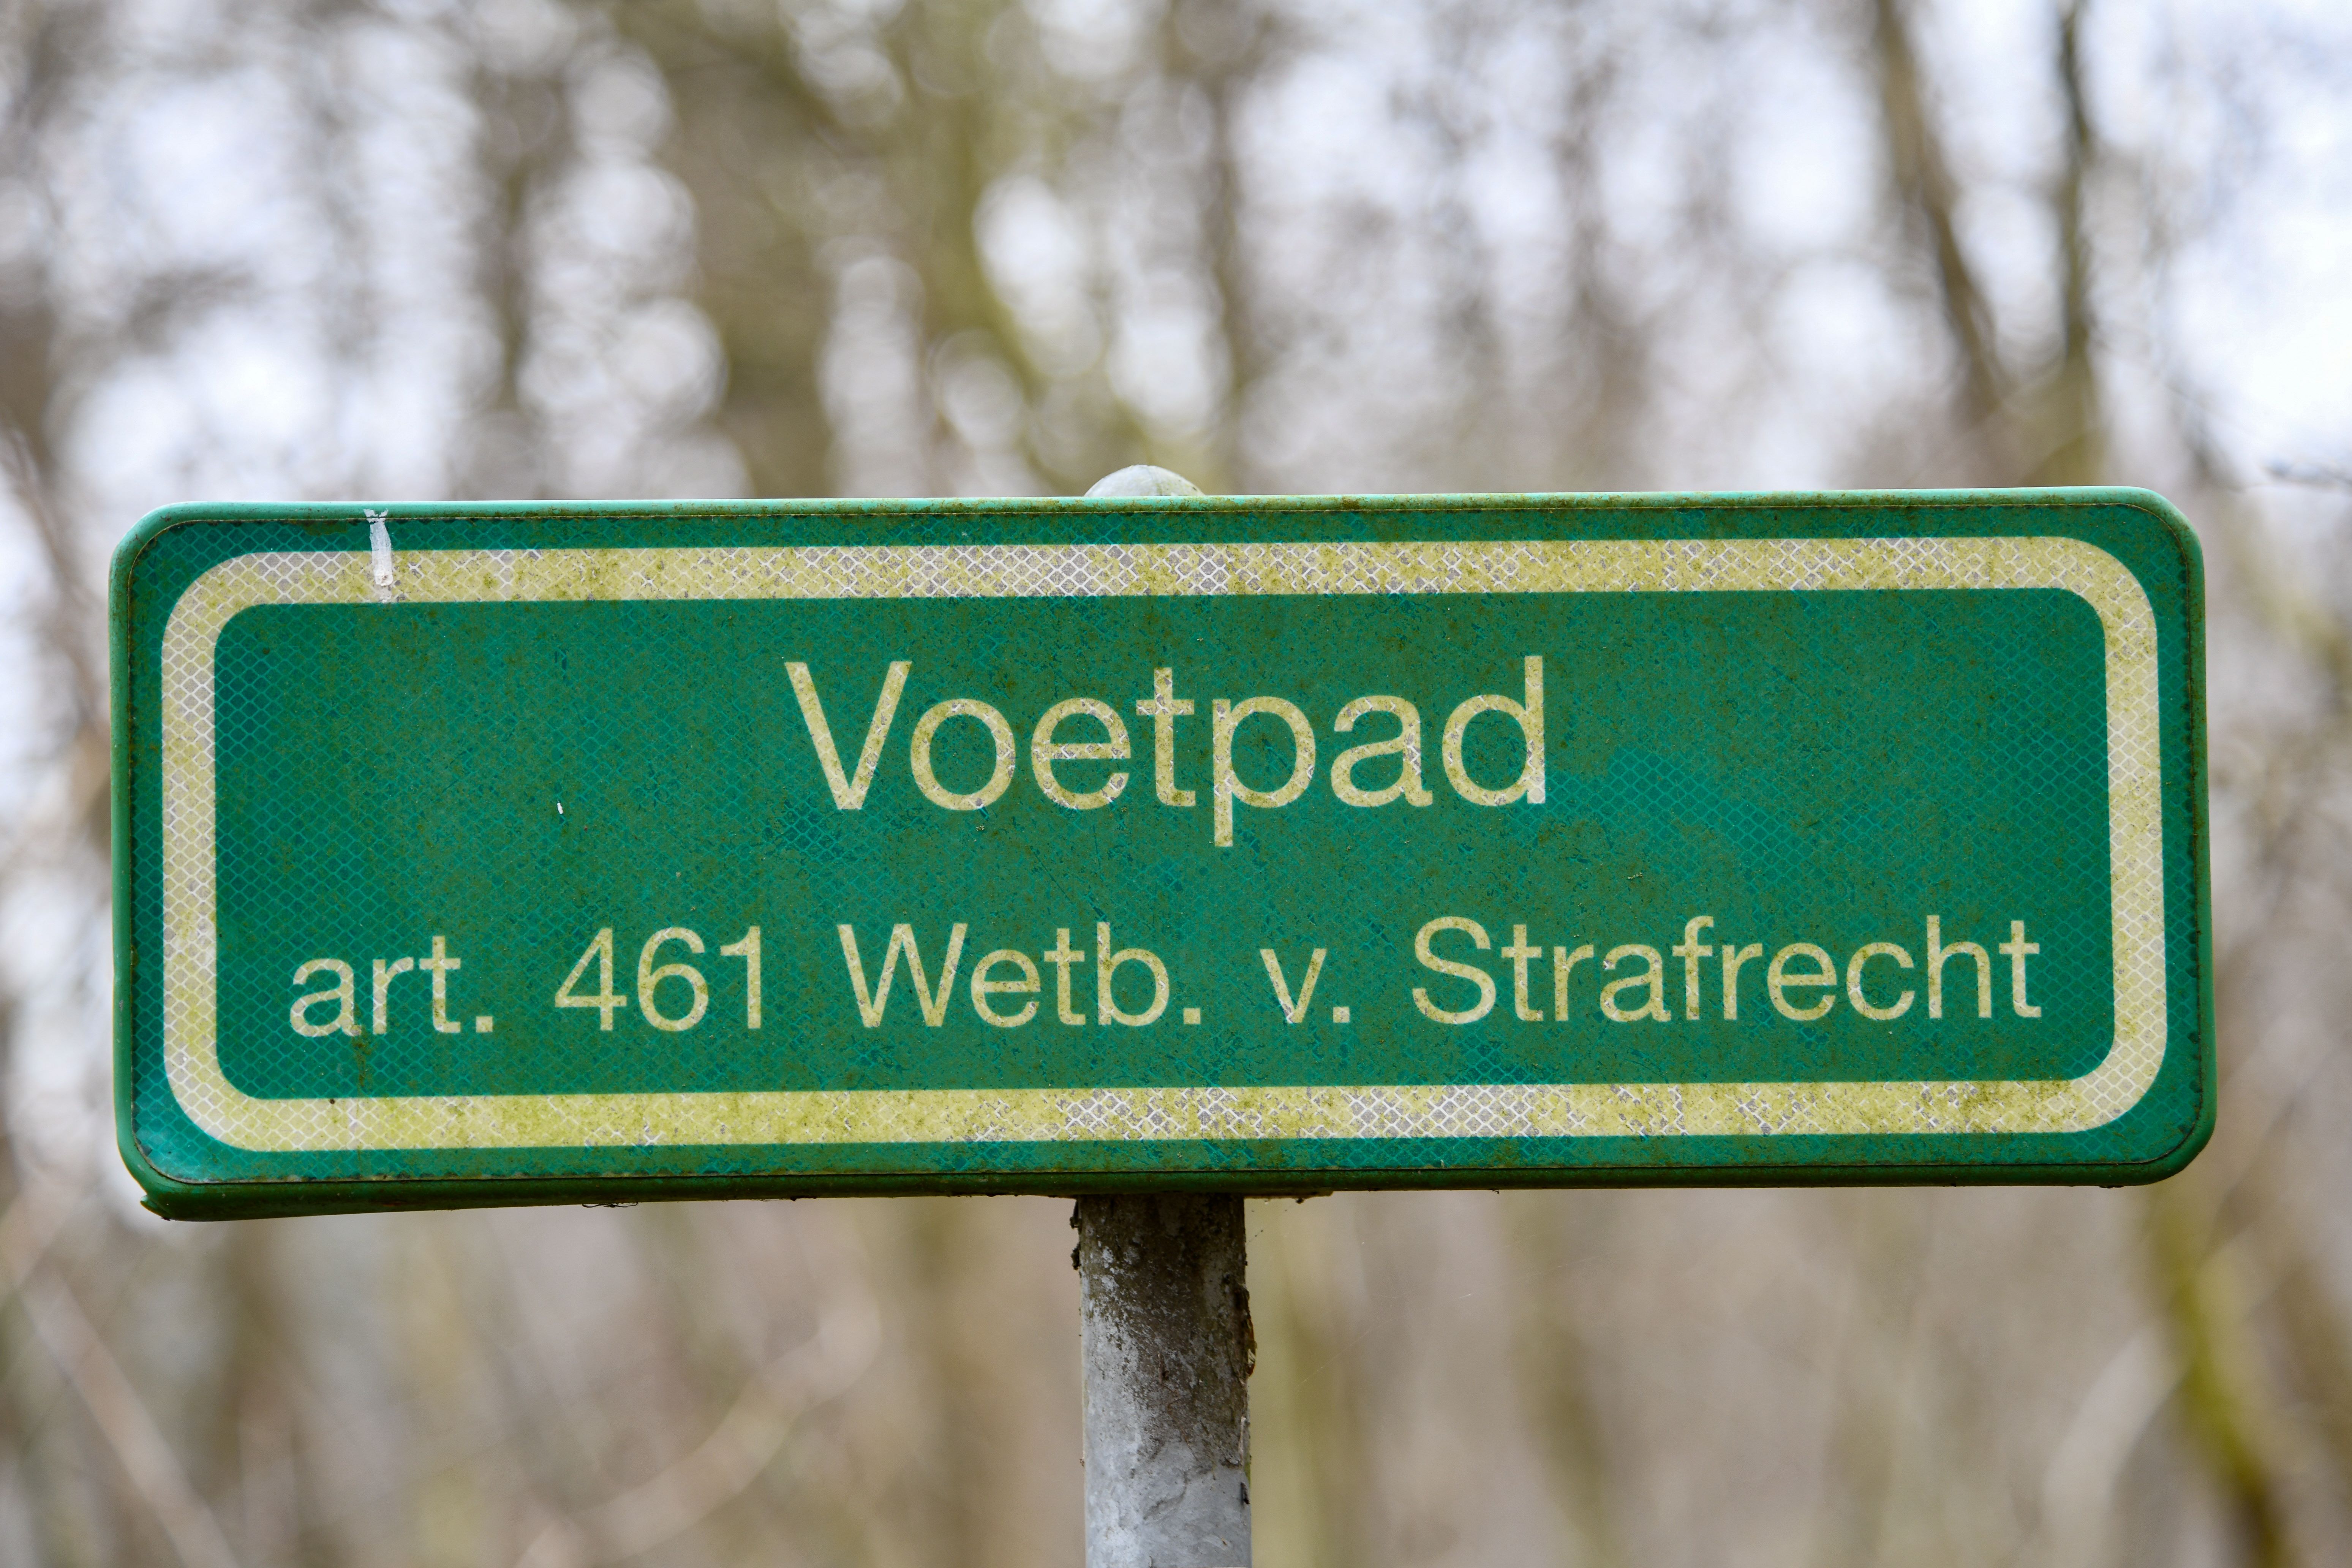 Voetpad
art. 461 Wetb. v. Strafrecht